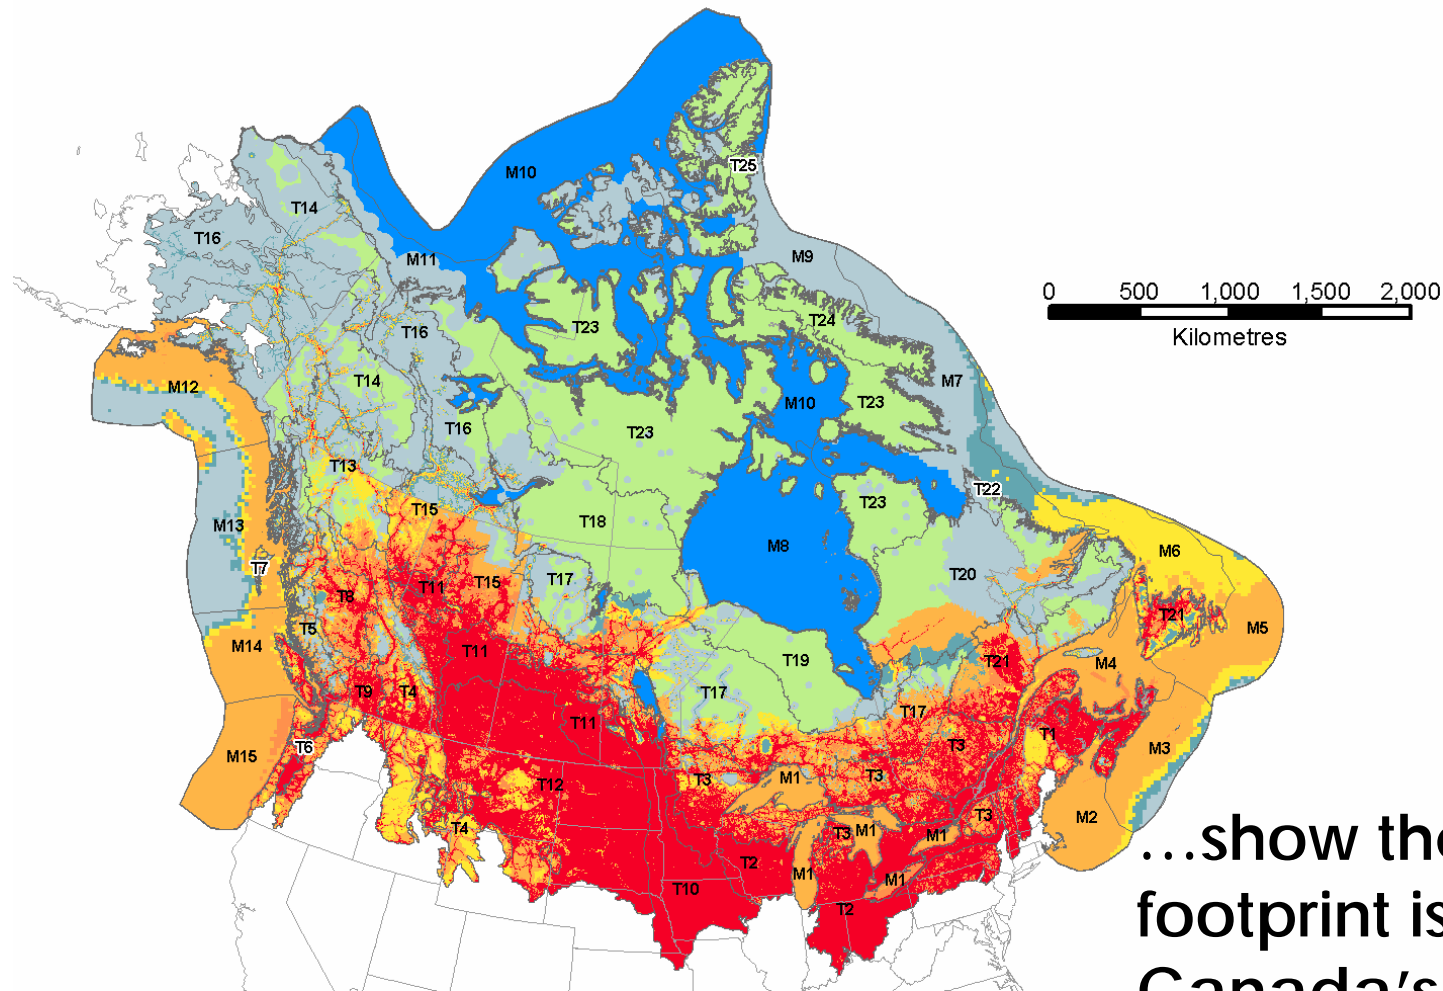 T25
M10
T14
T16
M11
M9
0 500 1,000 1,500 2,000
Kilometres
T23
T24
T16
M12
T14
M7
M10
T23
T16
T23
T13
T22
T15
T23
M13
T18
M8
M6
T7
T17
T20
T15
T11
T8
T21
T5
M5
M14
T11
T19
T21
M4
T9
T4
T17
T17
T11
T1
T6
T3
M3
M15
T3
M1
T3
T12
M2
T3
T4
T3
M1
M1
…show the
T2
M1
M1
T10
T2
footprint is
Canada's